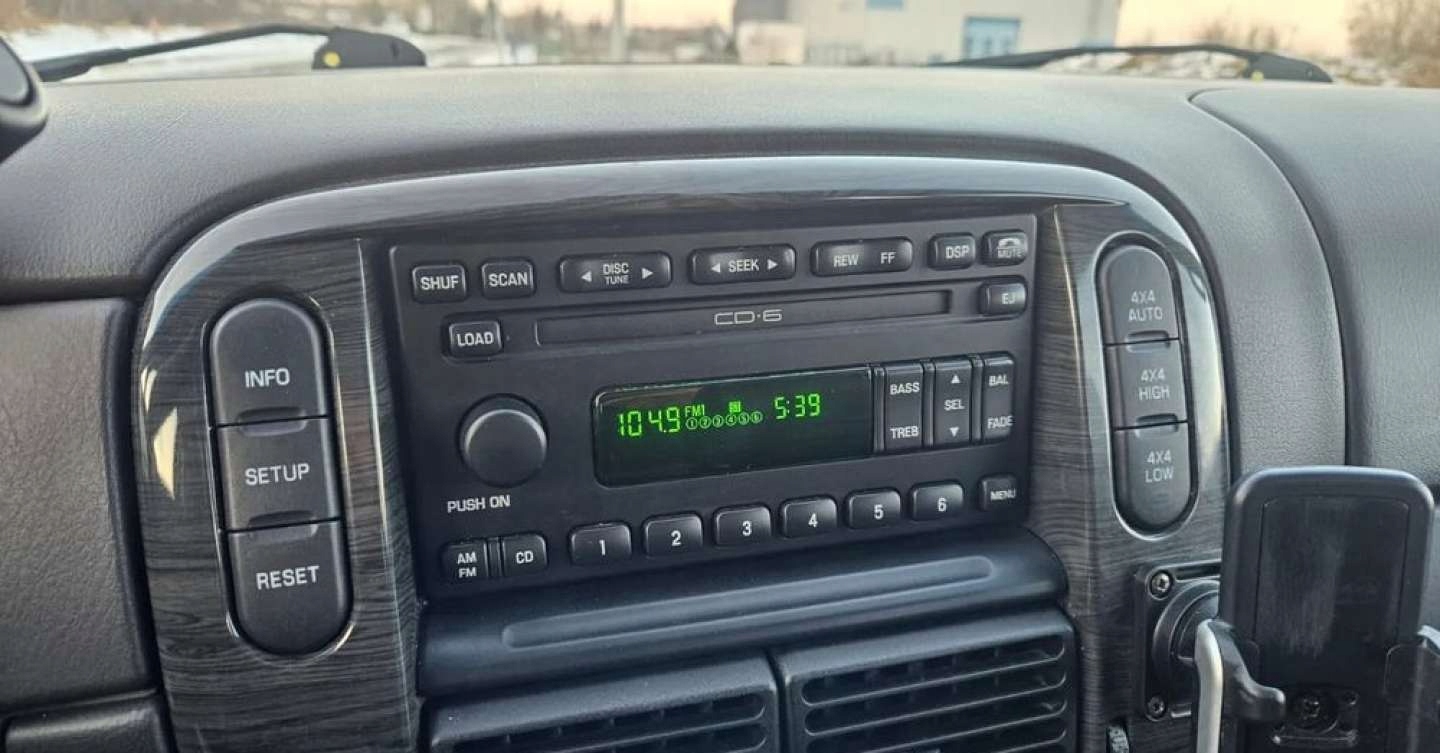 SHUF
SCAN
◄ DISC ►
TUNE
◄ SEEK ►
REW FF
DSP
MUTE
LOAD
CD·6
EJ
INFO
SETUP
RESET
4X4
AUTO
4X4
HIGH
4X4
LOW
104.9 FM1 5:39
①②③④⑤⑥
BASS
TREB
▲
SEL
▼
BAL
FADE
PUSH ON
AM
FM
CD
1 2 3 4 5 6
MENU